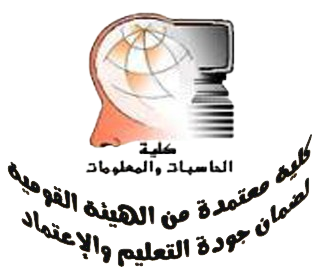 كلية
الحاسبات والمعلومات
كلية معتمدة من الهيئة القومية
لضمان جودة التعليم والإعتماد